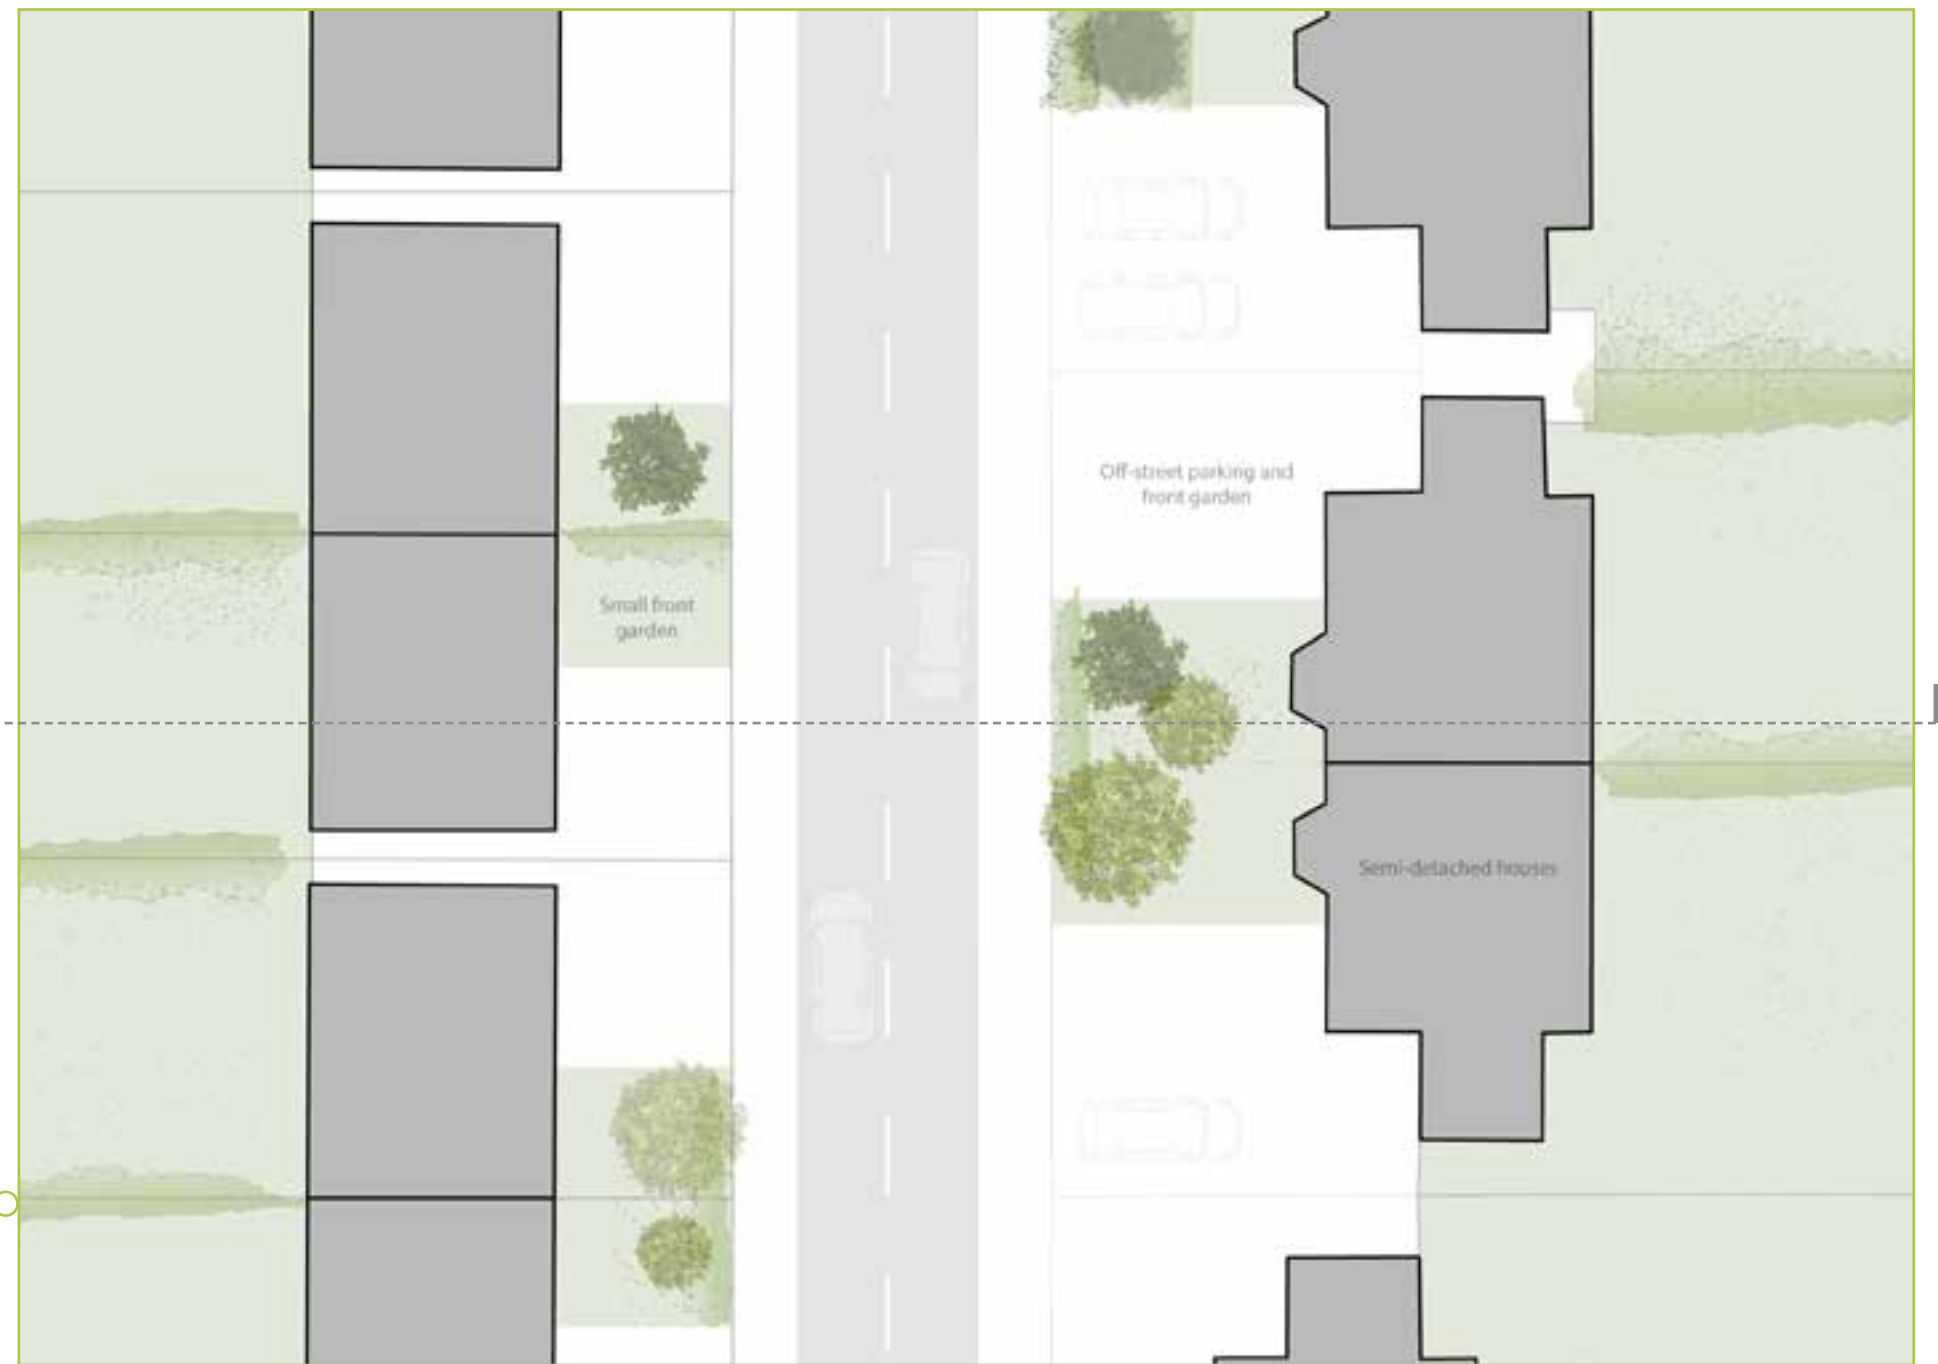 Off-street parking and
front garden
Small front
garden
Semi-detached houses